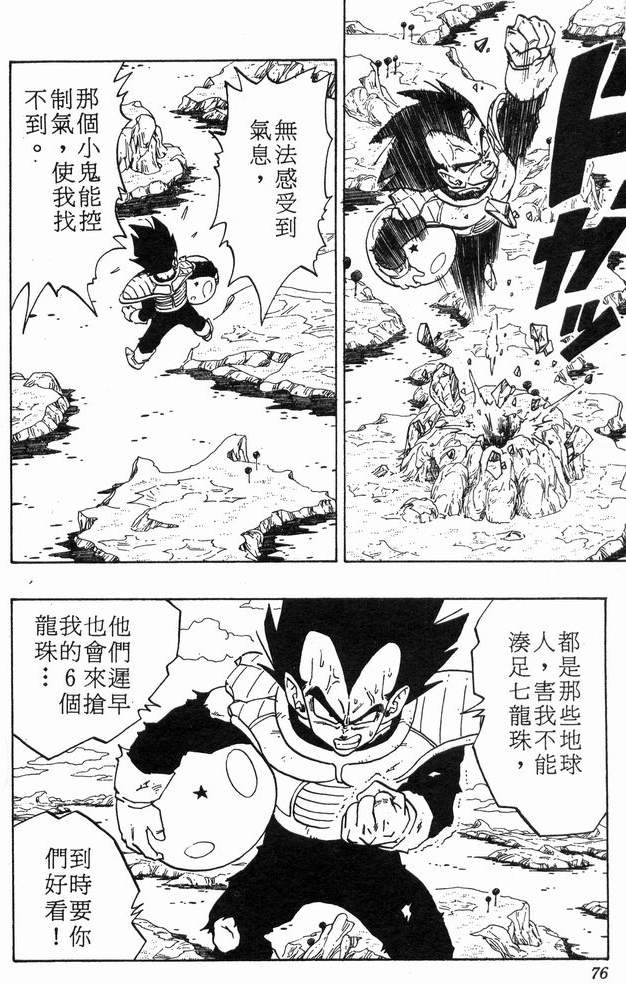 ドカッ
無法感受到
氣息，
那個小鬼能控
制氣，使我找
不到。
都是那些地球
人，害我不能
湊足七龍珠，
他們遲早
也會來搶
我的6個
龍珠…
到時要你
們好看！
76